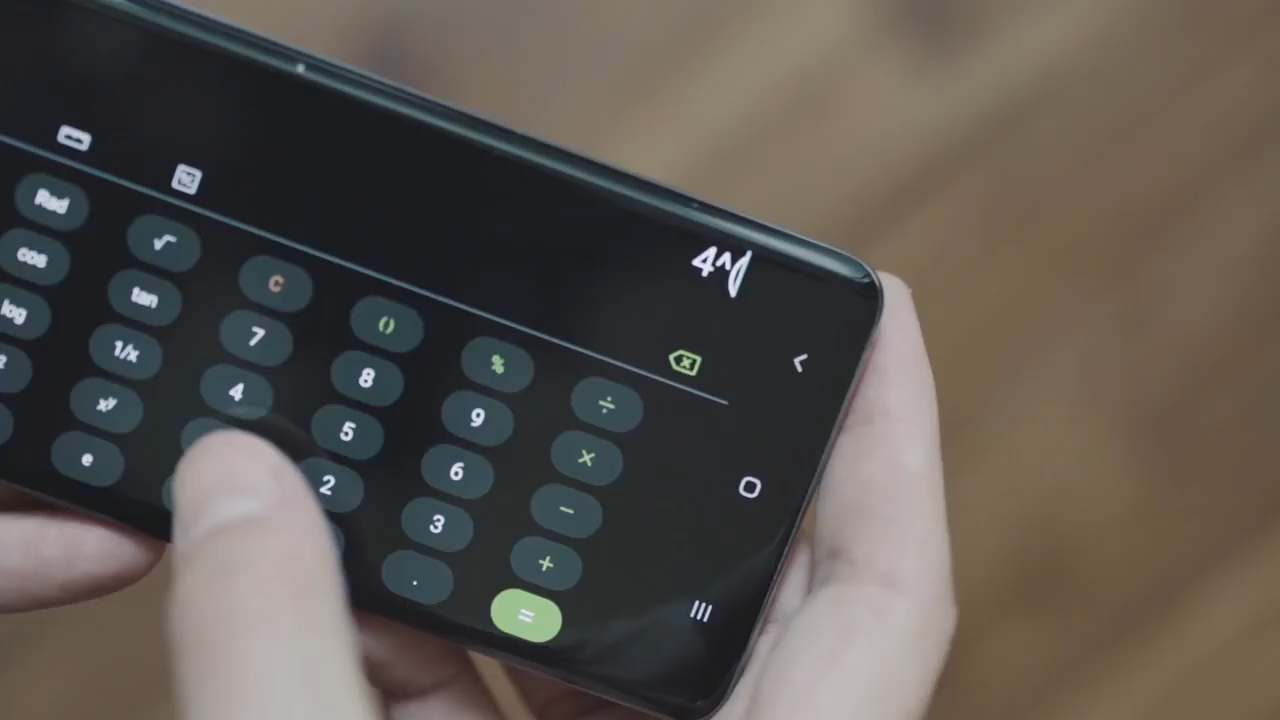 4^(
Rad √ C () % ÷
cos tan 7 8 9 ×
log 1/x 4 5 6 −
xʸ 2 3 +
e . =